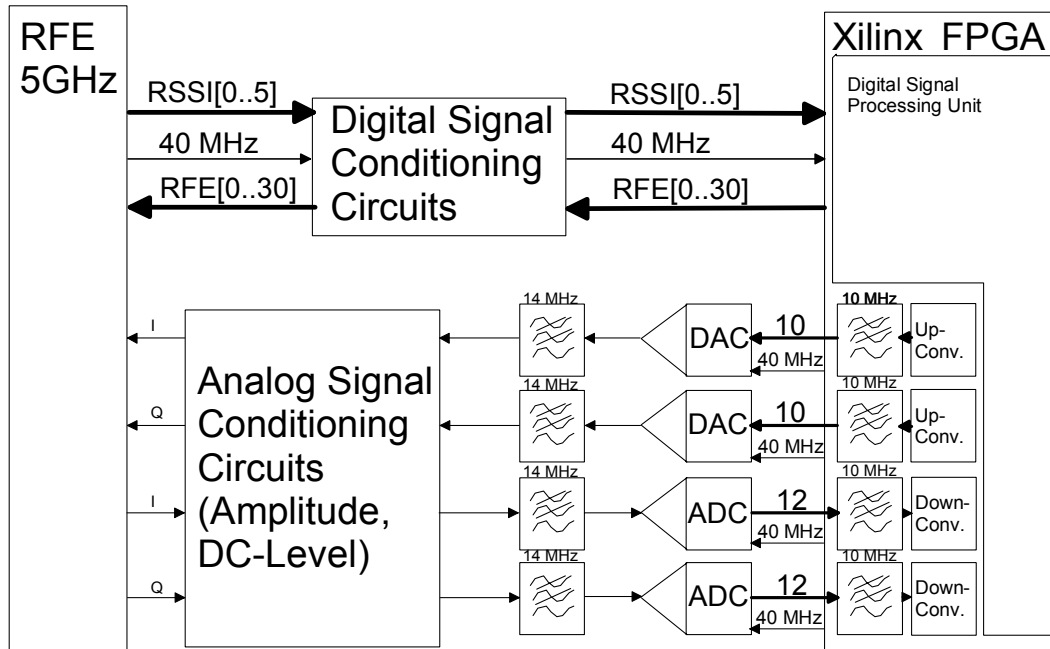 RFE
5GHz
Xilinx FPGA
Digital Signal
Processing Unit
RSSI[0..5]
40 MHz
RFE[0..30]
Digital Signal
Conditioning
Circuits
RSSI[0..5]
40 MHz
RFE[0..30]
I
Q
I
Q
Analog Signal
Conditioning
Circuits
(Amplitude,
DC-Level)
14 MHz
DAC
10
40 MHz
10 MHz
Up-
Conv.
14 MHz
DAC
10
40 MHz
10 MHz
Up-
Conv.
14 MHz
ADC
12
40 MHz
10 MHz
Down-
Conv.
14 MHz
ADC
12
40 MHz
10 MHz
Down-
Conv.